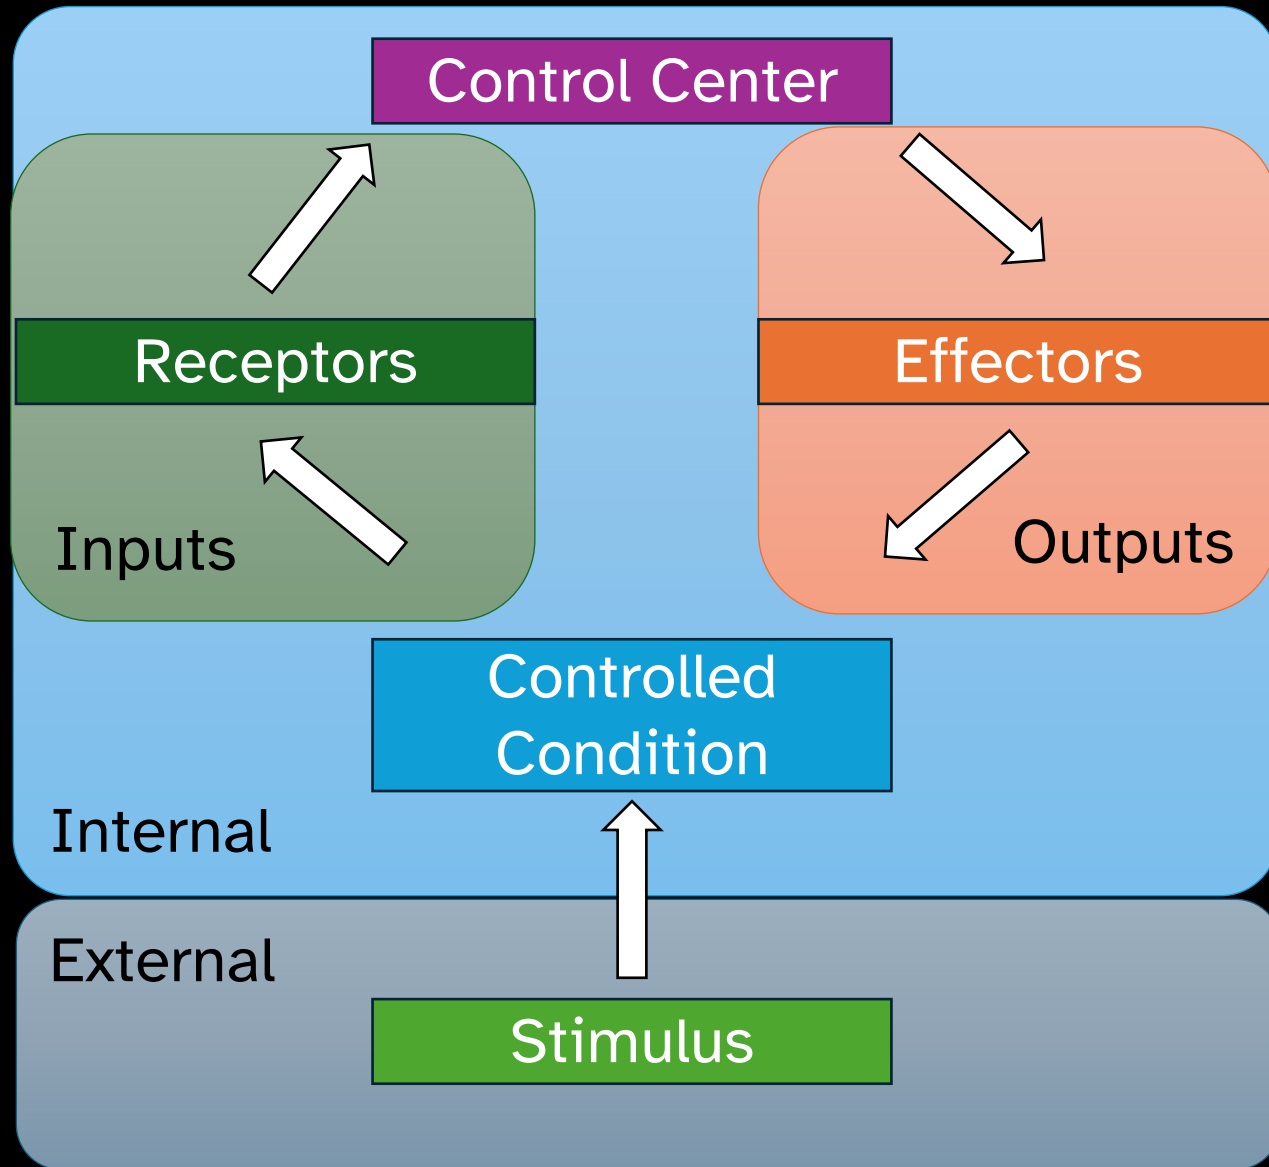 Control Center
Receptors
Effectors
Inputs
Outputs
Controlled
Condition
Internal
External
Stimulus